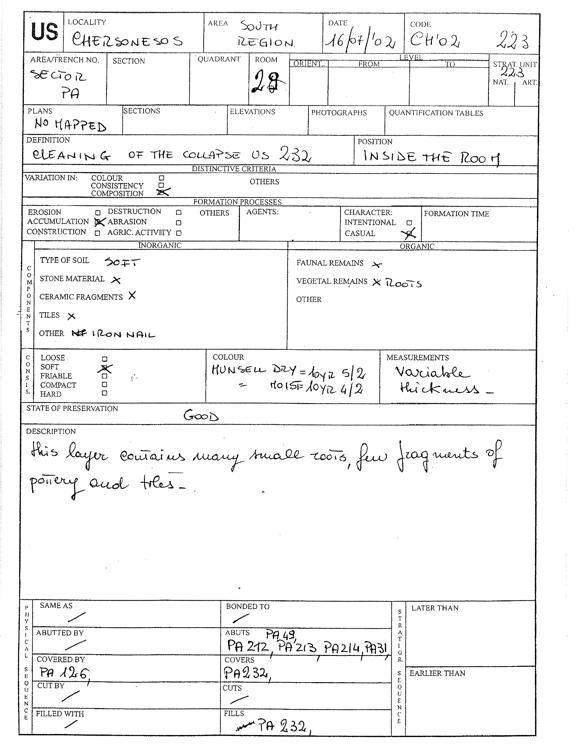 US
LOCALITY
CHERSONESOS
AREA SOUTH
REGION
DATE
16/07/'02
CODE
CH'02 223
AREA/TRENCH NO.
SECTOR
PA
SECTION
QUADRANT
ROOM
28
LEVEL
ORIENT. FROM TO
STRAT. UNIT
223
NAT. ART.
PLANS
NO MAPPED
SECTIONS
ELEVATIONS
PHOTOGRAPHS
QUANTIFICATION TABLES
DEFINITION
CLEANING OF THE COLLAPSE US 232
POSITION
INSIDE THE ROOM
DISTINCTIVE CRITERIA
VARIATION IN: COLOUR □
CONSISTENCY □
COMPOSITION ☒
OTHERS
FORMATION PROCESSES
EROSION □ DESTRUCTION □ OTHERS
ACCUMULATION ☒ ABRASION □
CONSTRUCTION □ AGRIC. ACTIVIITY □
AGENTS:
CHARACTER:
INTENTIONAL □
CASUAL ☒
FORMATION TIME
COMPONENTS
INORGANIC
TYPE OF SOIL SOFT
STONE MATERIAL X
CERAMIC FRAGMENTS X
TILES X
OTHER IRON NAIL
ORGANIC
FAUNAL REMAINS X
VEGETAL REMAINS X ROOTS
OTHER
CONSIS.
LOOSE □
SOFT ☒
FRIABLE □
COMPACT □
HARD □
COLOUR
MUNSELL DRY = 10YR 5/2
= MOIST = 10YR 4/2
MEASUREMENTS
Variable
thickness -
STATE OF PRESERVATION
GOOD
DESCRIPTION
this layer contains many small roots, few fragments of
pottery and tiles -
PHYSICAL SEQUENCE
SAME AS
/
BONDED TO
/
ABUTTED BY
/
ABUTS PA 49,
PA 212, PA 213, PA 214, PA 31,
COVERED BY
PA 126,
COVERS
PA 232,
CUT BY
/
CUTS
/
FILLED WITH
/
FILLS
PA 232,
STRATIGR. SEQUENCE
LATER THAN
EARLIER THAN